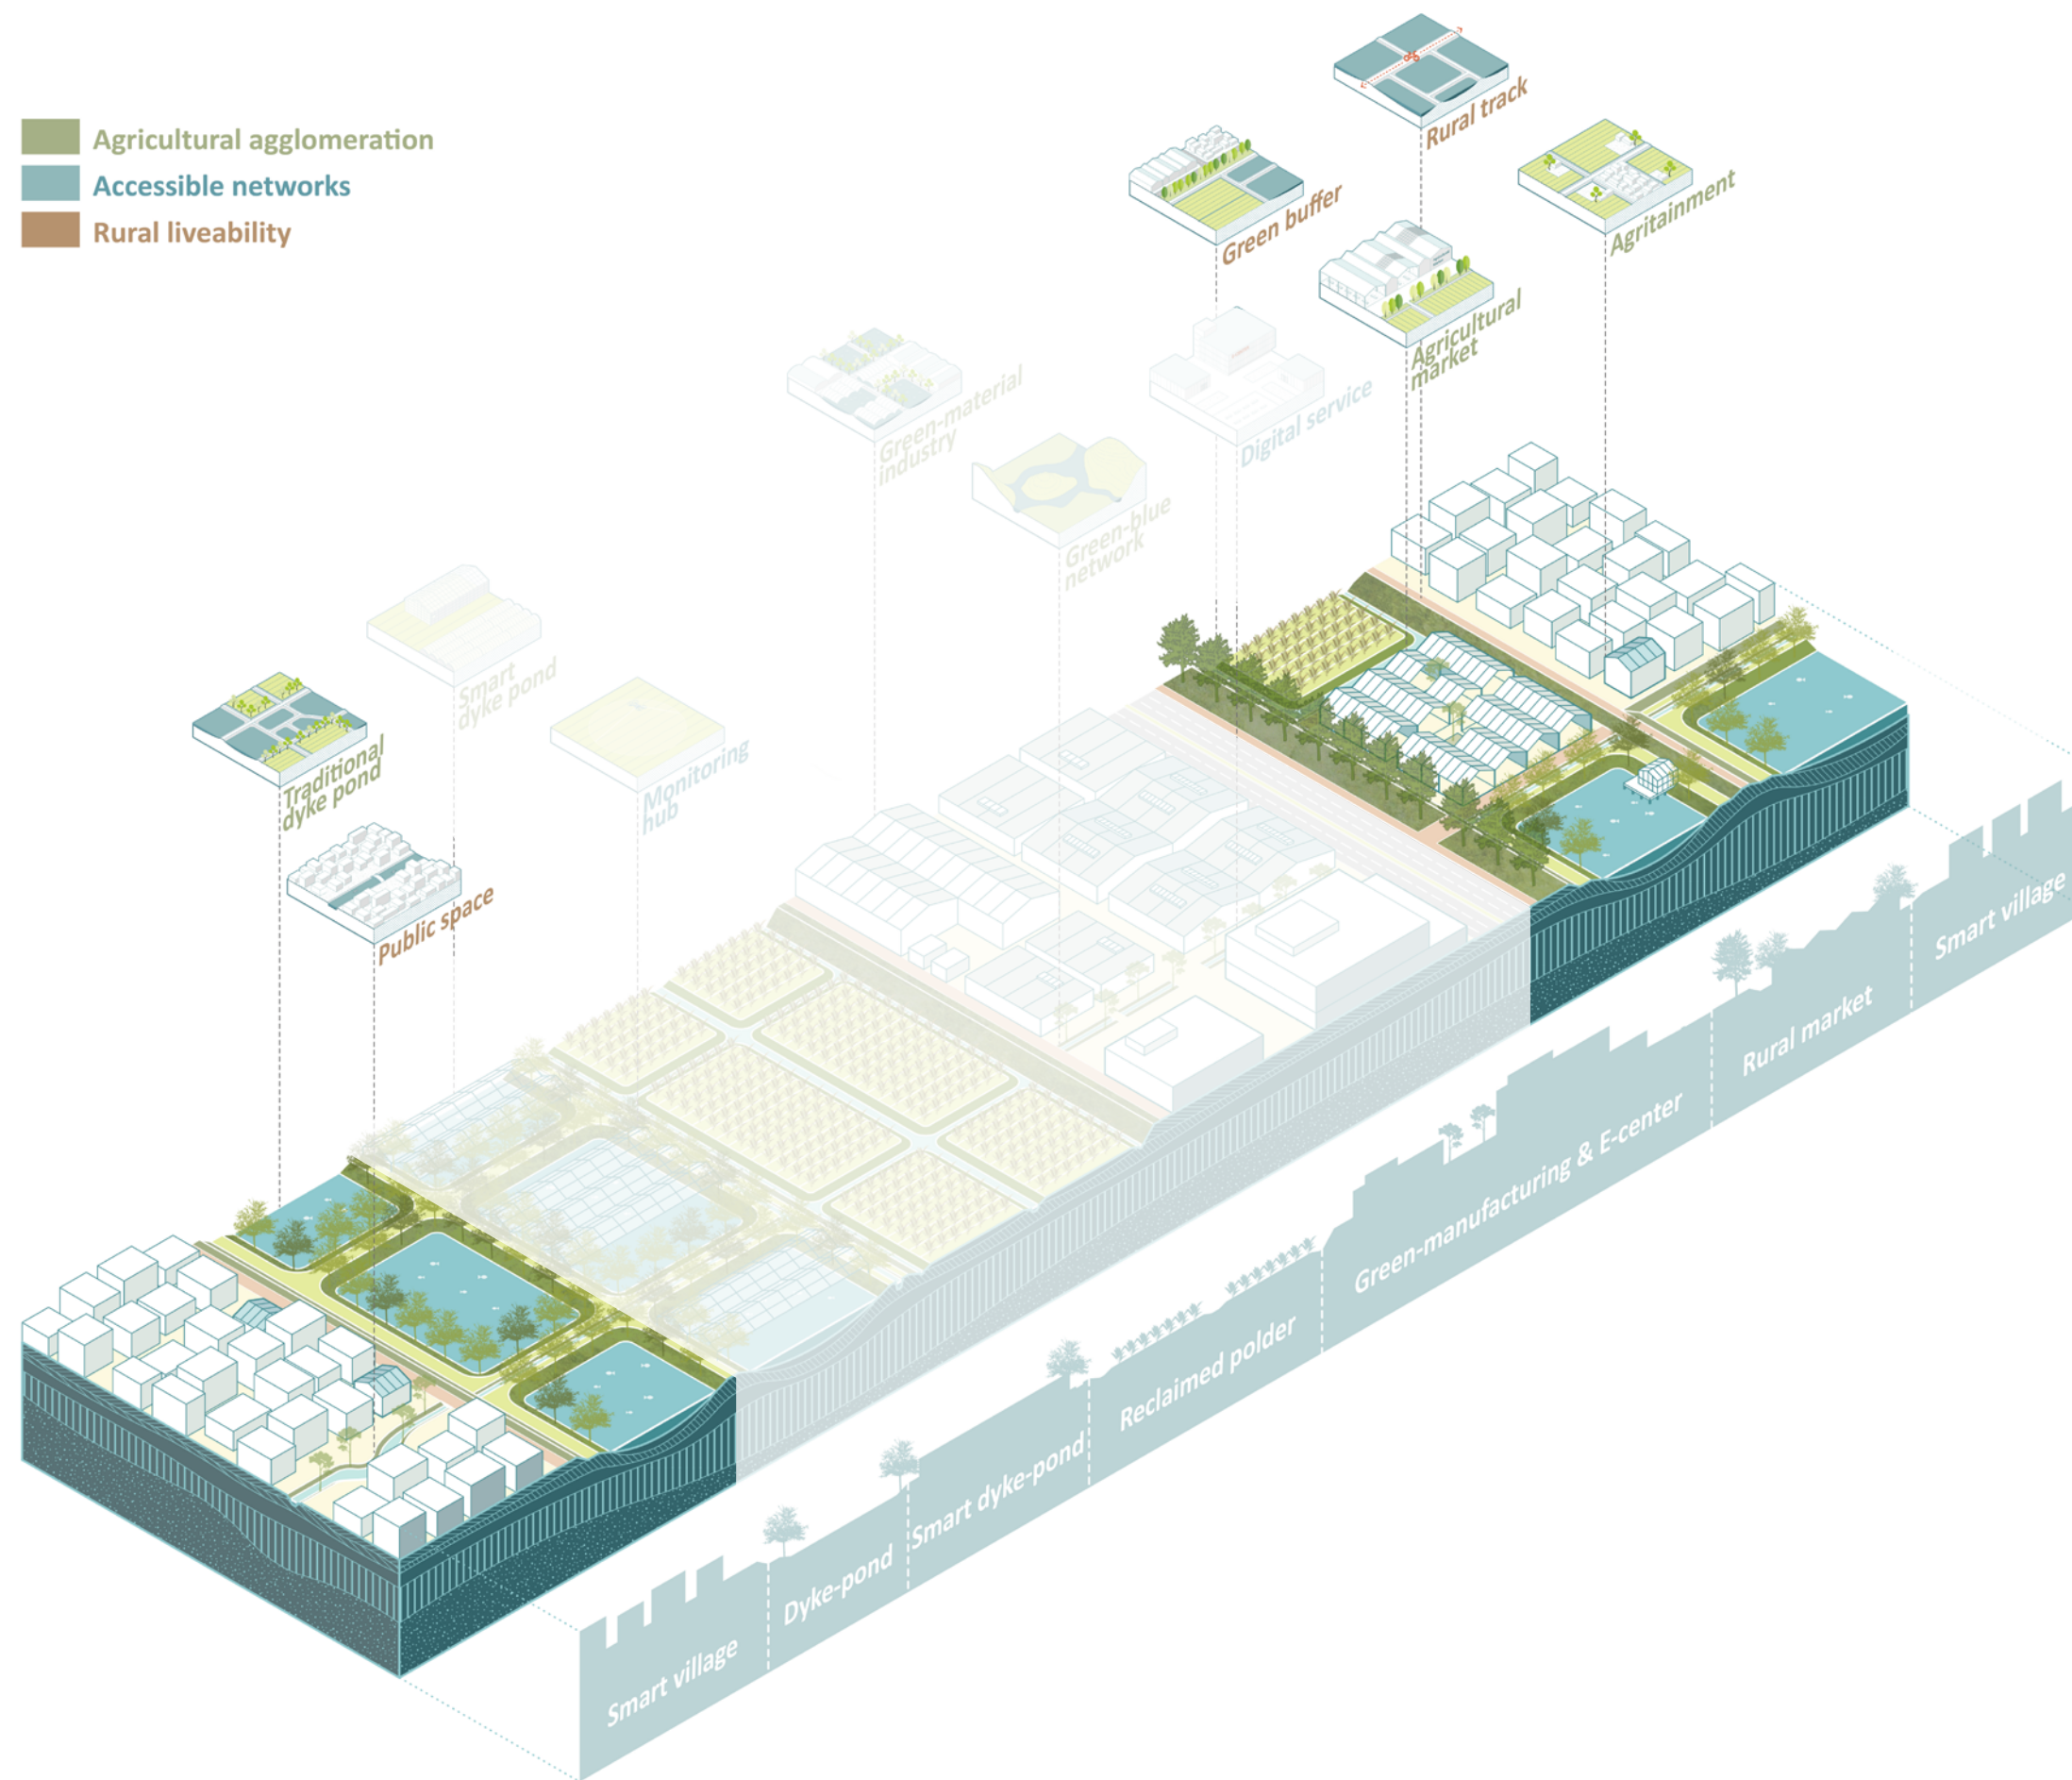 Agricultural agglomeration
Accessible networks
Rural liveability
Rural track
Green buffer
Agritainment
Agricultural
market
Digital service
Green-material
industry
Green-blue
network
Smart
dyke pond
Monitoring
hub
Traditional
dyke pond
Public space
Smart village
Dyke-pond
Smart dyke-pond
Reclaimed polder
Green-manufacturing & E-center
Rural market
Smart village